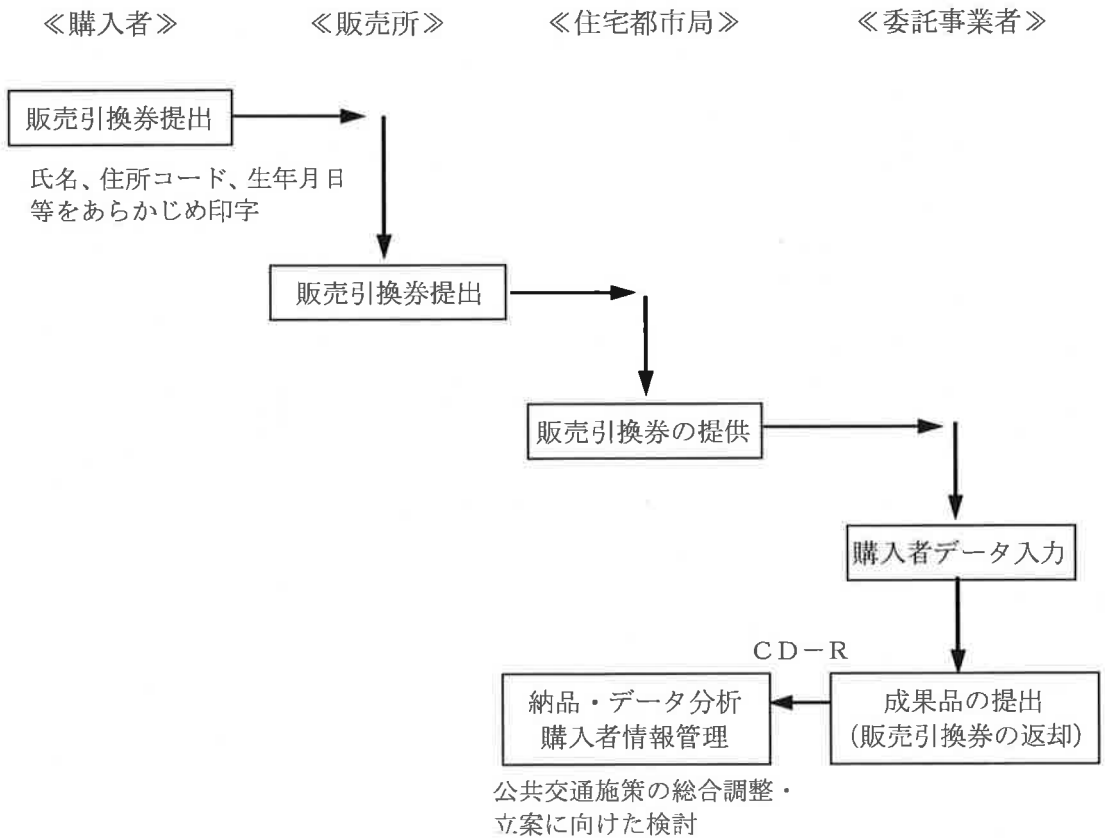 ≪購入者≫ ≪販売所≫ ≪住宅都市局≫ ≪委託事業者≫
販売引換券提出
氏名、住所コード、生年月日
等をあらかじめ印字
販売引換券提出
販売引換券の提供
購入者データ入力
CD-R
納品・データ分析
購入者情報管理
成果品の提出
(販売引換券の返却)
公共交通施策の総合調整・
立案に向けた検討